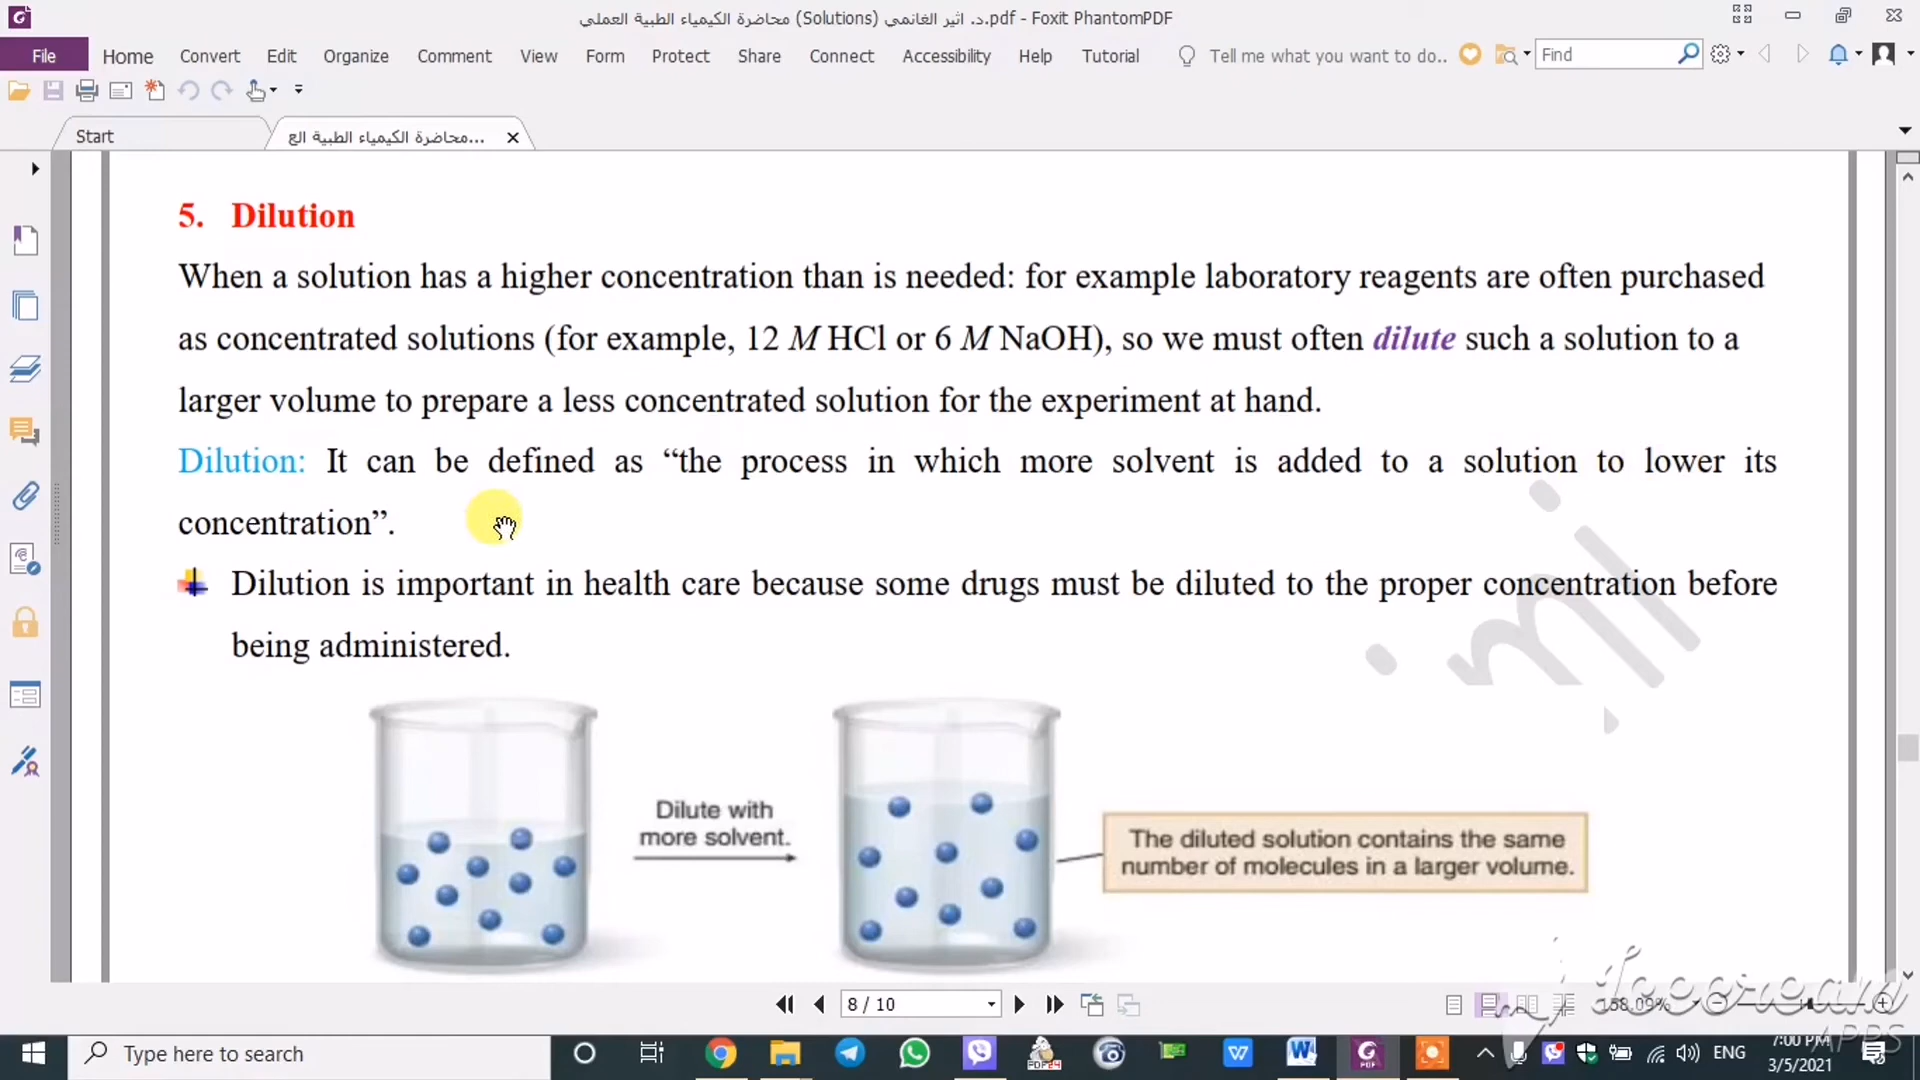 محاضرة الكيمياء الطبية العملي (Solutions) د. اثير الغانمي.pdf - Foxit PhantomPDF
File Home Convert Edit Organize Comment View Form Protect Share Connect Accessibility Help Tutorial Tell me what you want to do.. Find
Start محاضرة الكيمياء الطبية الع...
5. Dilution
When a solution has a higher concentration than is needed: for example laboratory reagents are often purchased
as concentrated solutions (for example, 12 M HCl or 6 M NaOH), so we must often dilute such a solution to a
larger volume to prepare a less concentrated solution for the experiment at hand.
Dilution: It can be defined as “the process in which more solvent is added to a solution to lower its
concentration”.
Dilution is important in health care because some drugs must be diluted to the proper concentration before
being administered.
Dilute with
more solvent.
The diluted solution contains the same
number of molecules in a larger volume.
8 / 10
158.09%
Type here to search
ENG
7:00 PM
3/5/2021
APPS